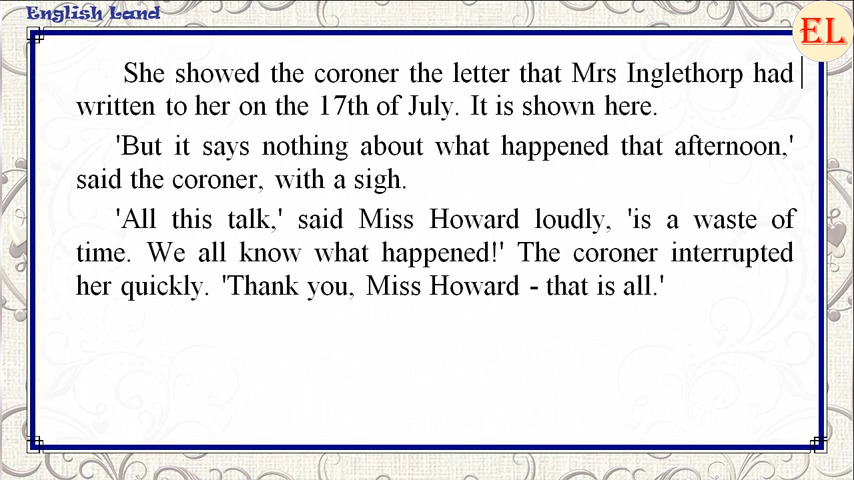 English Land
EL
She showed the coroner the letter that Mrs Inglethorp had
written to her on the 17th of July. It is shown here.
'But it says nothing about what happened that afternoon,'
said the coroner, with a sigh.
'All this talk,' said Miss Howard loudly, 'is a waste of
time. We all know what happened!' The coroner interrupted
her quickly. 'Thank you, Miss Howard - that is all.'